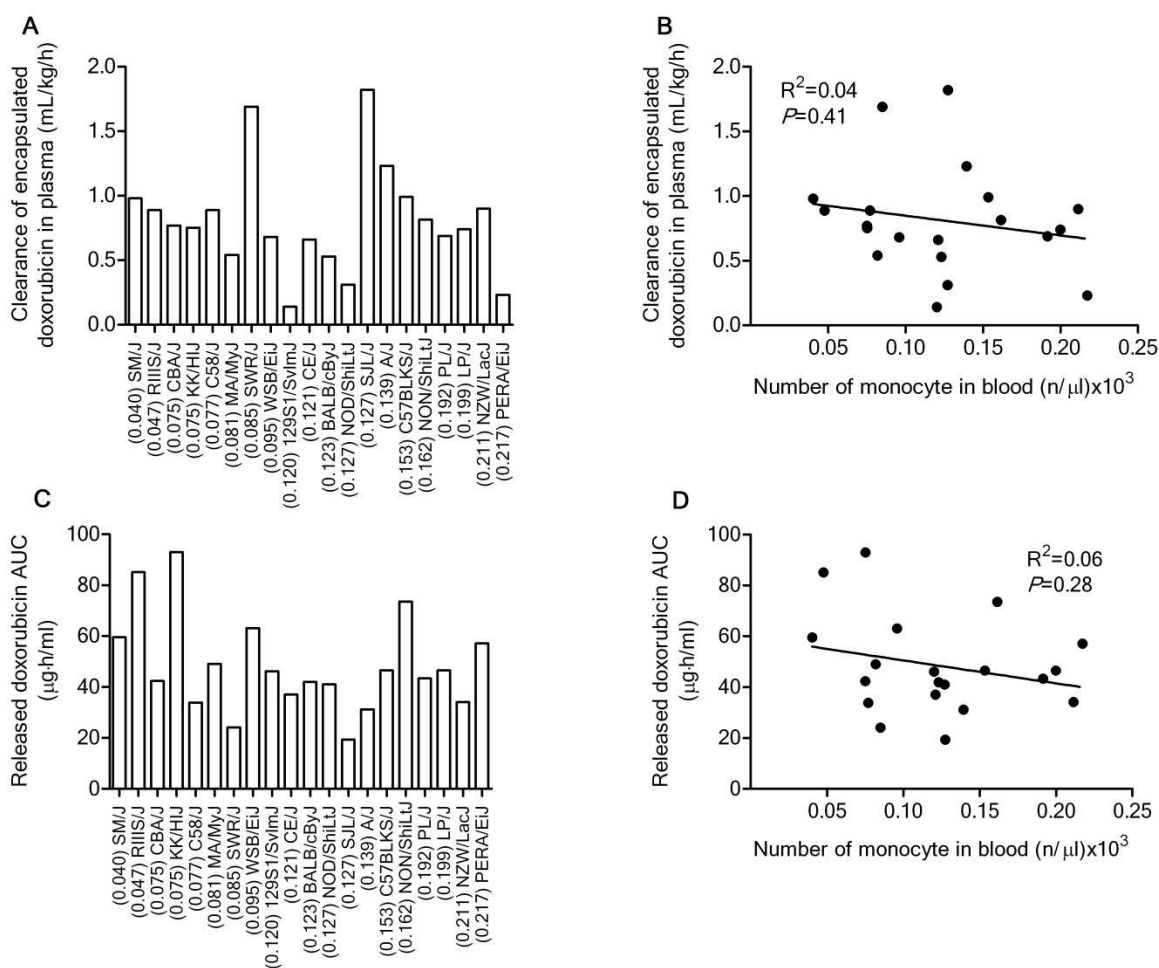 A
Clearance of encapsulated
doxorubicin in plasma (mL/kg/h)
2.0
1.5
1.0
0.5
0.0
(0.040) SM/J
(0.047) RIIIS/J
(0.075) CBA/J
(0.075) KK/HIJ
(0.077) C58/J
(0.081) MA/MyJ
(0.085) SWR/J
(0.095) WSB/EiJ
(0.120) 129S1/SvImJ
(0.121) CE/J
(0.123) BALB/cByJ
(0.127) NOD/ShiLtJ
(0.127) SJL/J
(0.139) A/J
(0.153) C57BLKS/J
(0.162) NON/ShiLtJ
(0.192) PL/J
(0.199) LP/J
(0.211) NZW/LacJ
(0.217) PERA/EiJ
B
Clearance of encapsulated
doxorubicin in plasma (mL/kg/h)
2.0
1.5
1.0
0.5
0.0
R²=0.04
P=0.41
0.05 0.10 0.15 0.20 0.25
Number of monocyte in blood (n/μl)x10³
C
Released doxorubicin AUC
(μg·h/ml)
100
80
60
40
20
0
(0.040) SM/J
(0.047) RIIIS/J
(0.075) CBA/J
(0.075) KK/HIJ
(0.077) C58/J
(0.081) MA/MyJ
(0.085) SWR/J
(0.095) WSB/EiJ
(0.120) 129S1/SvImJ
(0.121) CE/J
(0.123) BALB/cByJ
(0.127) NOD/ShiLtJ
(0.127) SJL/J
(0.139) A/J
(0.153) C57BLKS/J
(0.162) NON/ShiLtJ
(0.192) PL/J
(0.199) LP/J
(0.211) NZW/LacJ
(0.217) PERA/EiJ
D
Released doxorubicin AUC
(μg·h/ml)
100
80
60
40
20
0
R²=0.06
P=0.28
0.05 0.10 0.15 0.20 0.25
Number of monocyte in blood (n/μl)x10³